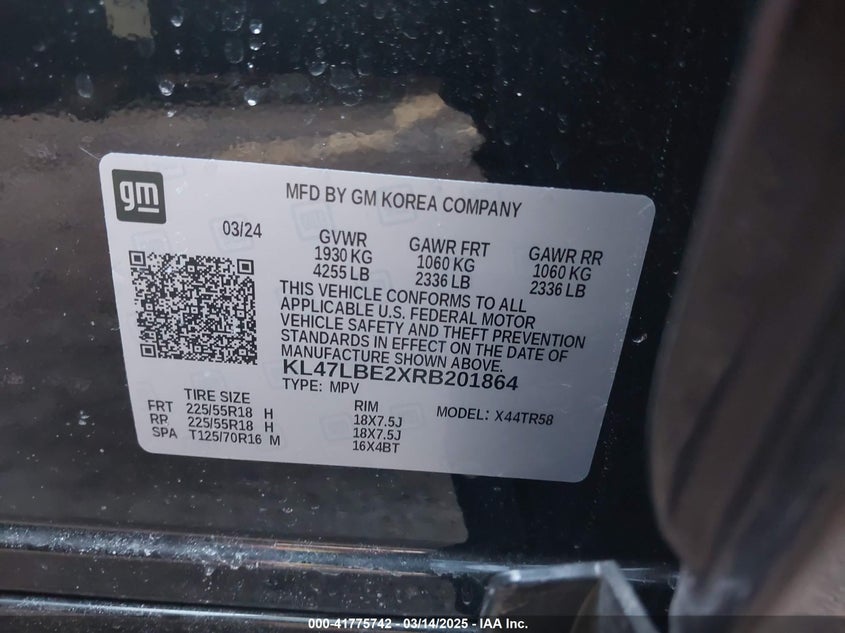 gm
MFD BY GM KOREA COMPANY
03/24
GVWR
1930 KG
4255 LB
GAWR FRT
1060 KG
2336 LB
GAWR RR
1060 KG
2336 LB
THIS VEHICLE CONFORMS TO ALL
APPLICABLE U.S. FEDERAL MOTOR
VEHICLE SAFETY AND THEFT PREVENTION
STANDARDS IN EFFECT ON THE DATE OF
MANUFACTURE SHOWN ABOVE.
KL47LBE2XRB201864
TYPE: MPV
TIRE SIZE
FRT 225/55R18 H
RR 225/55R18 H
SPA T125/70R16 M
RIM
18X7.5J
18X7.5J
16X4BT
MODEL: X44TR58
000-41775742 - 03/14/2025 - IAA Inc.